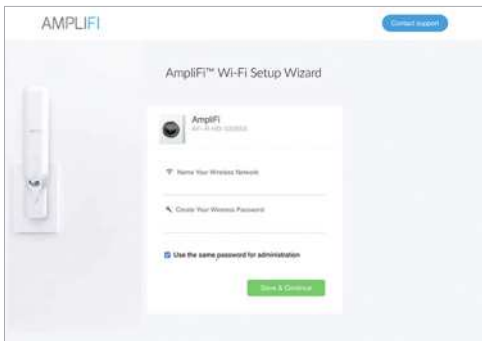 AMPLIFI
Contact support
AmpliFi™ Wi-Fi Setup Wizard
AmpliFi
Name Your Wireless Network
Create Your Wireless Password
Use the same password for administration
Save & Continue